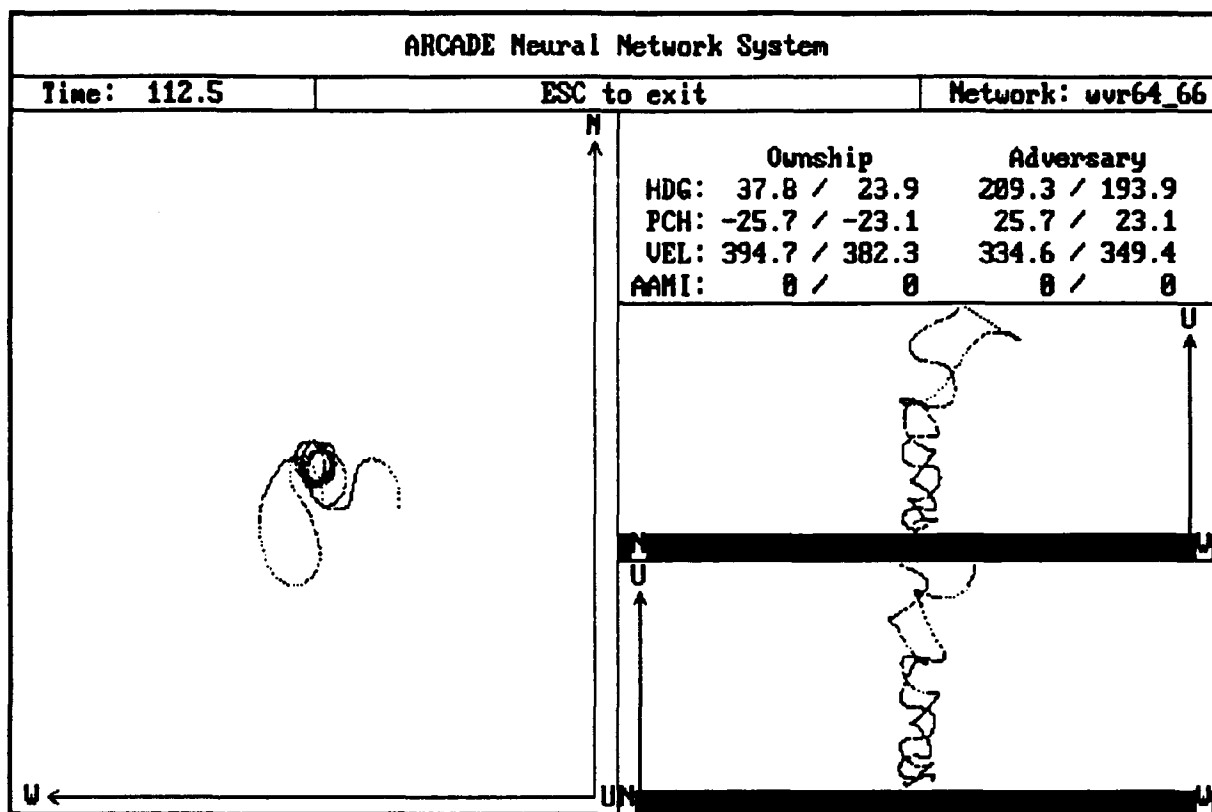 ARCADE Neural Network System
Time: 112.5 ESC to exit Network: wvr64_66
N
Ownship Adversary
HDG: 37.8 / 23.9 209.3 / 193.9
PCH: -25.7 / -23.1 25.7 / 23.1
VEL: 394.7 / 382.3 334.6 / 349.4
AAMI: 0 / 0 0 / 0
U
N W
U
W U N W